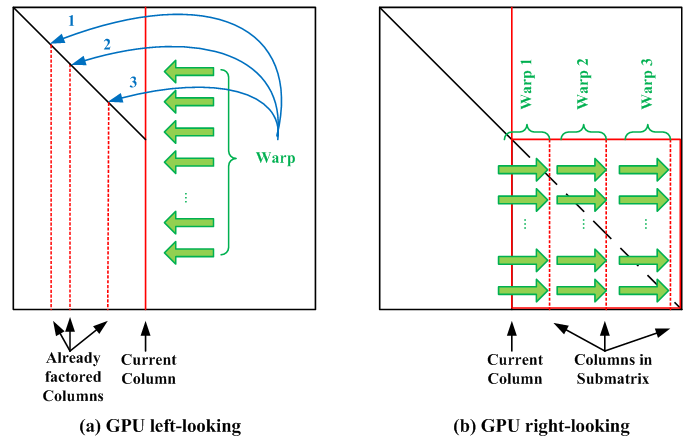 1
2
3
Warp
...
Already
factored
Columns
Current
Column
(a) GPU left-looking
Warp 1
Warp 2
Warp 3
...
...
...
Current
Column
Columns in
Submatrix
(b) GPU right-looking